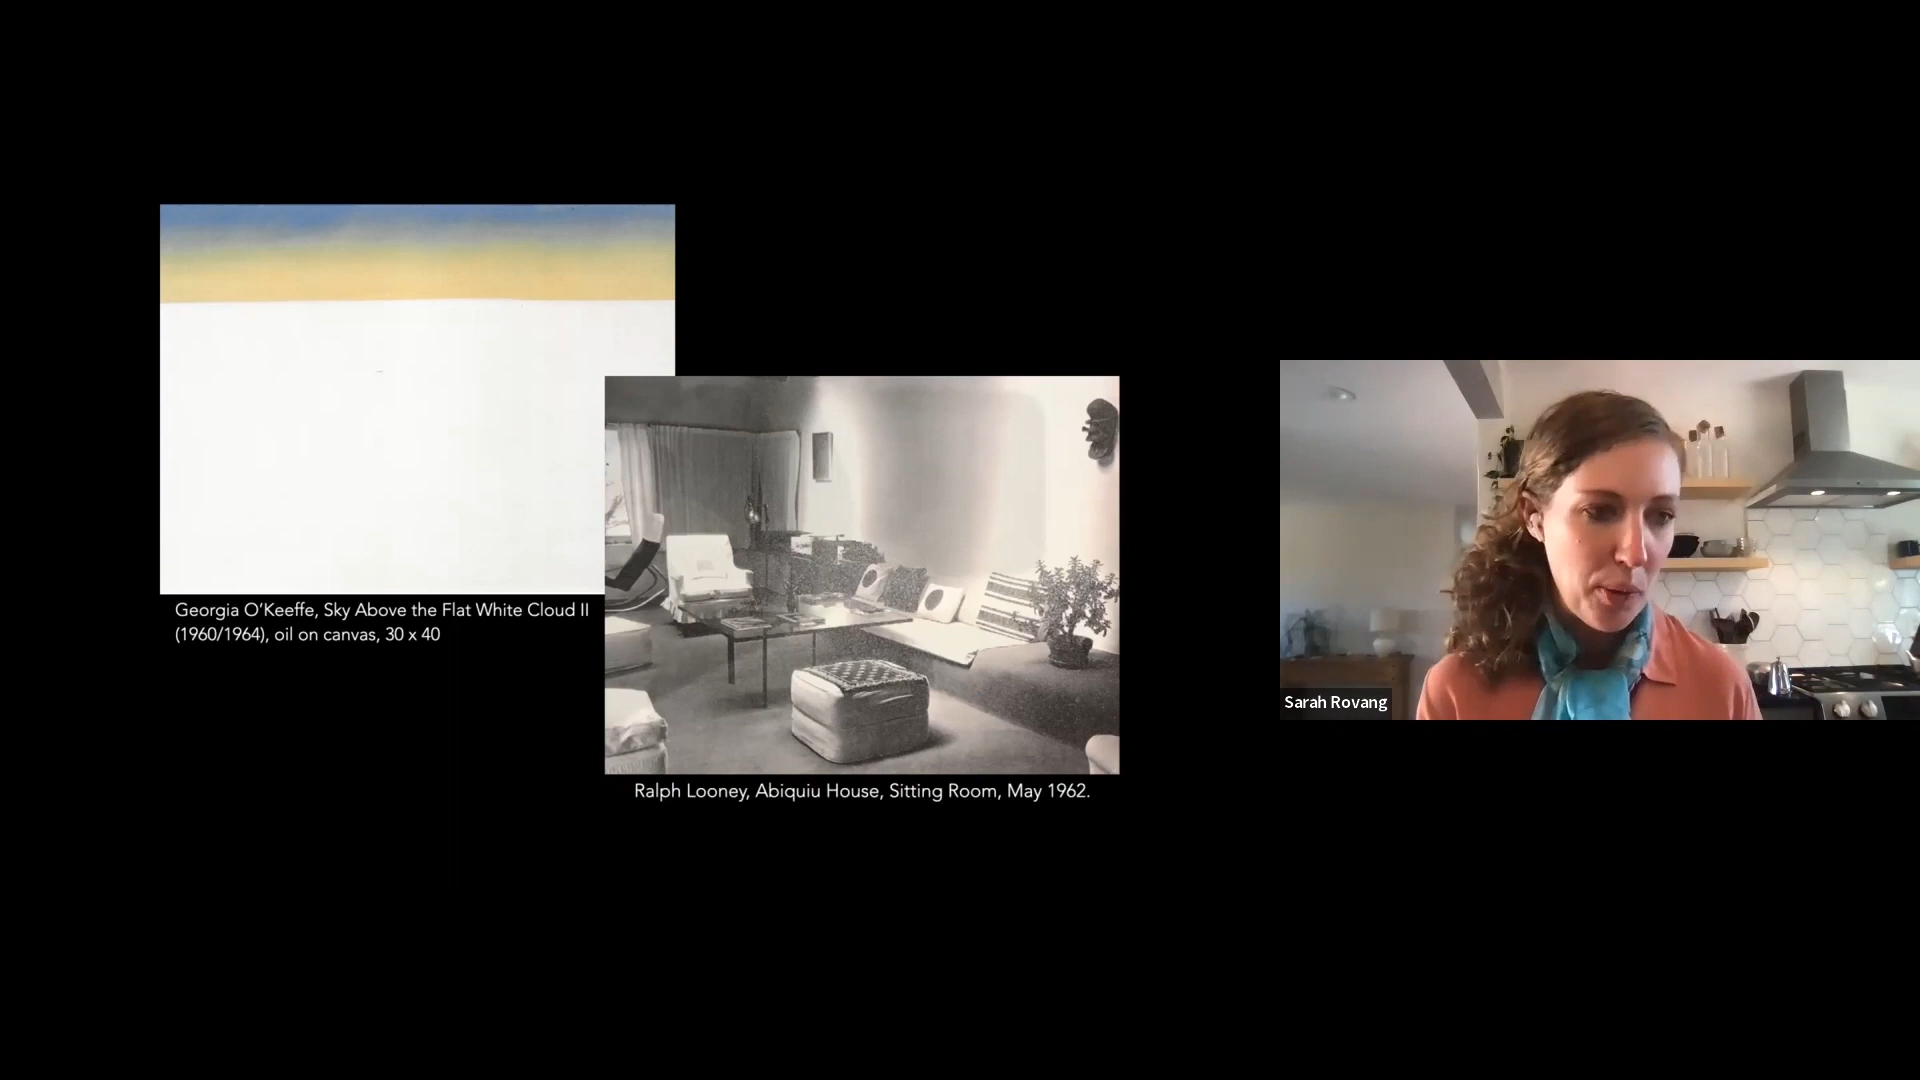 Georgia O’Keeffe, Sky Above the Flat White Cloud II
(1960/1964), oil on canvas, 30 x 40
Ralph Looney, Abiquiu House, Sitting Room, May 1962.
Sarah Rovang